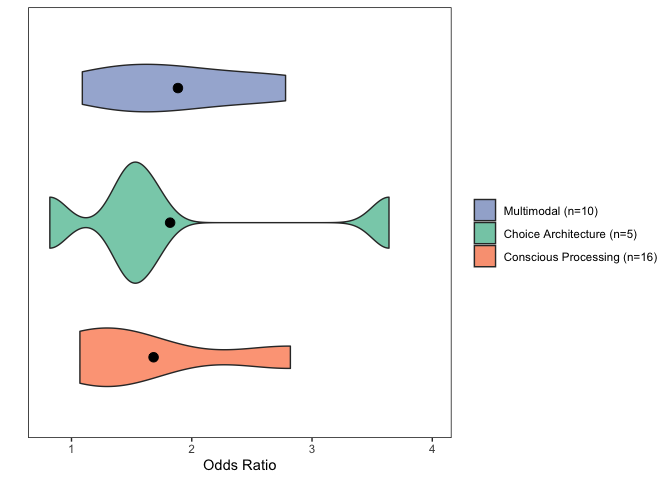 Multimodal (n=10)
Choice Architecture (n=5)
Conscious Processing (n=16)
1 2 3 4
Odds Ratio